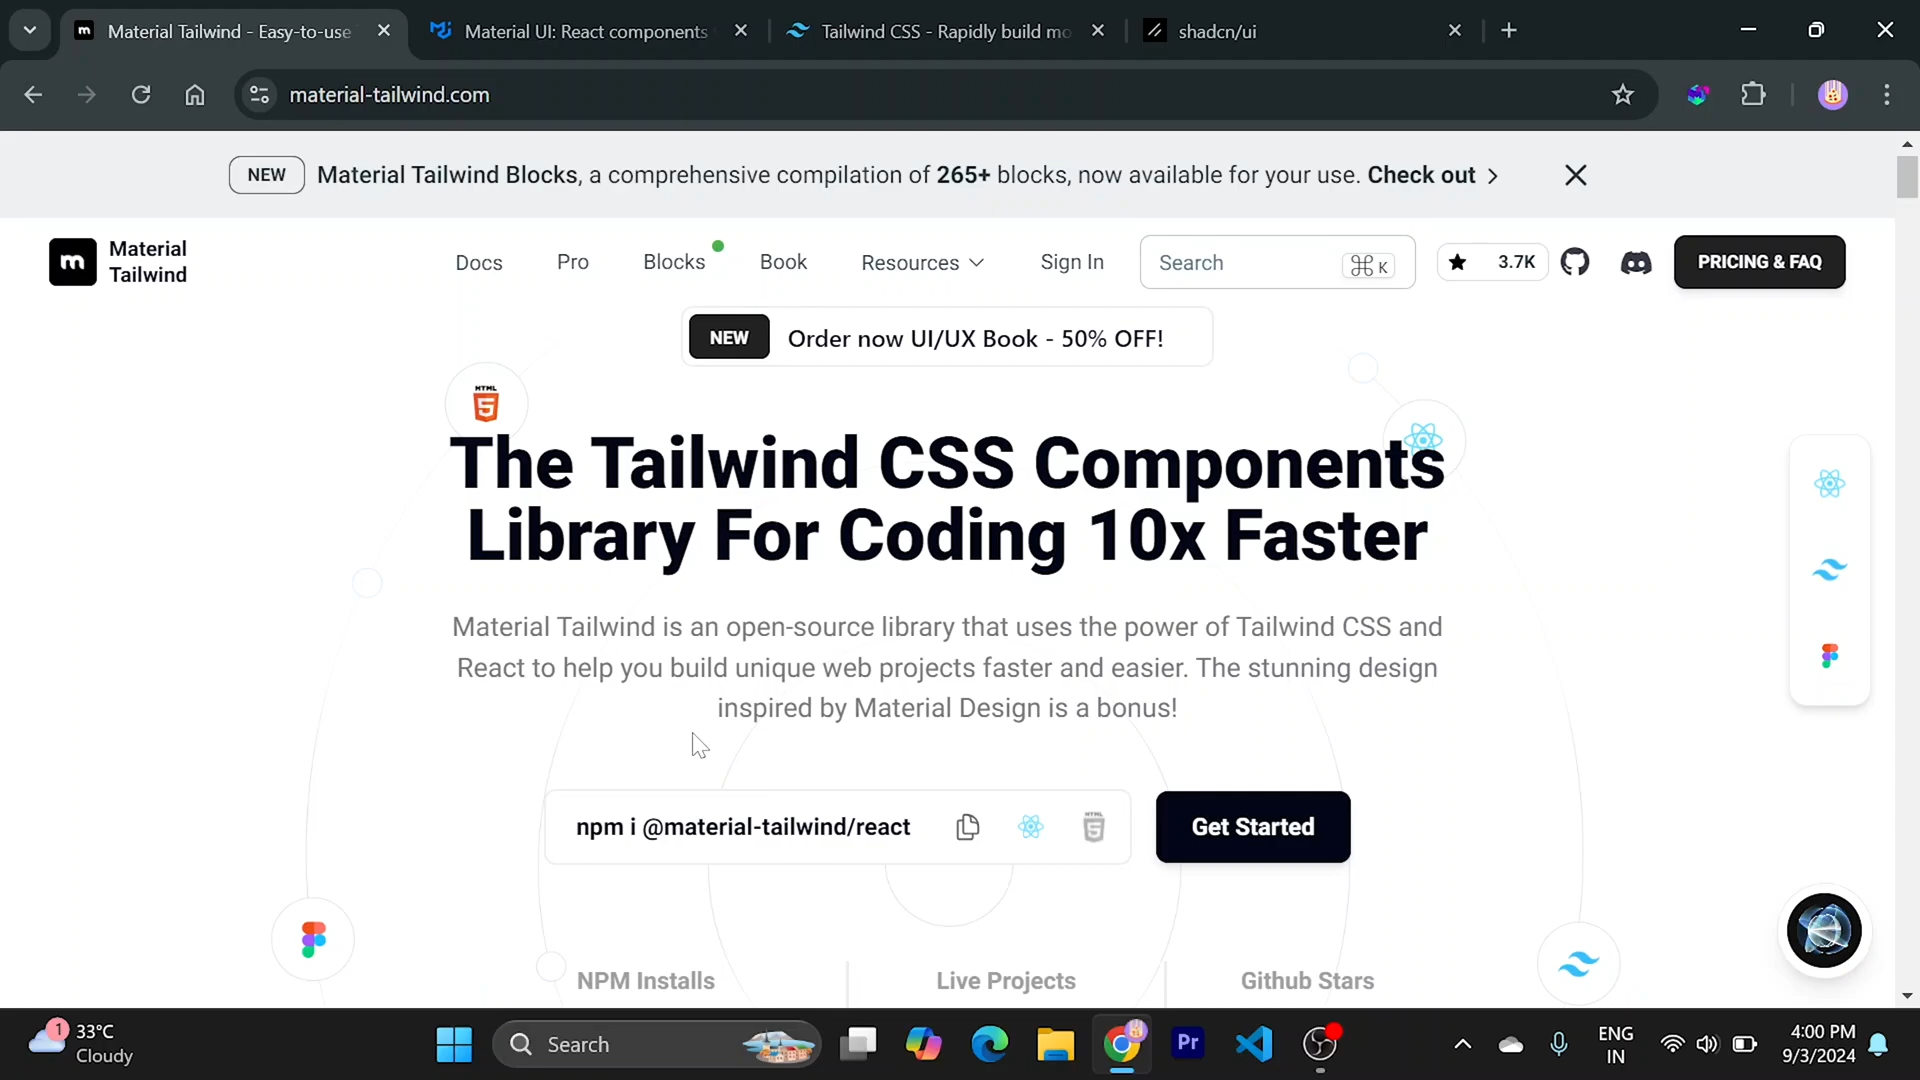 Material Tailwind - Easy-to-use
Material UI: React components
Tailwind CSS - Rapidly build mo
shadcn/ui
material-tailwind.com
NEW
Material Tailwind Blocks, a comprehensive compilation of 265+ blocks, now available for your use. Check out
m
Material
Tailwind
Docs
Pro
Blocks
Book
Resources
Sign In
Search
⌘ K
3.7K
PRICING & FAQ
NEW
Order now UI/UX Book - 50% OFF!
HTML
5
The Tailwind CSS Components
Library For Coding 10x Faster
Material Tailwind is an open-source library that uses the power of Tailwind CSS and
React to help you build unique web projects faster and easier. The stunning design
inspired by Material Design is a bonus!
npm i @material-tailwind/react
HTML
5
Get Started
NPM Installs
Live Projects
Github Stars
1
33°C
Cloudy
Search
Pr
ENG
IN
4:00 PM
9/3/2024